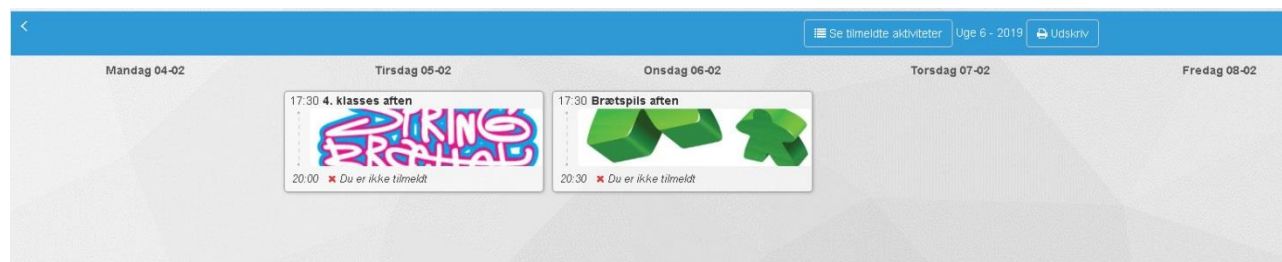 Se tilmeldte aktiviteter Uge 6 - 2019 Udskriv
Mandag 04-02 Tirsdag 05-02 Onsdag 06-02 Torsdag 07-02 Fredag 08-02
17:30 4. klasses aften
20:00 Du er ikke tilmeldt
17:30 Brætspils aften
20:30 Du er ikke tilmeldt